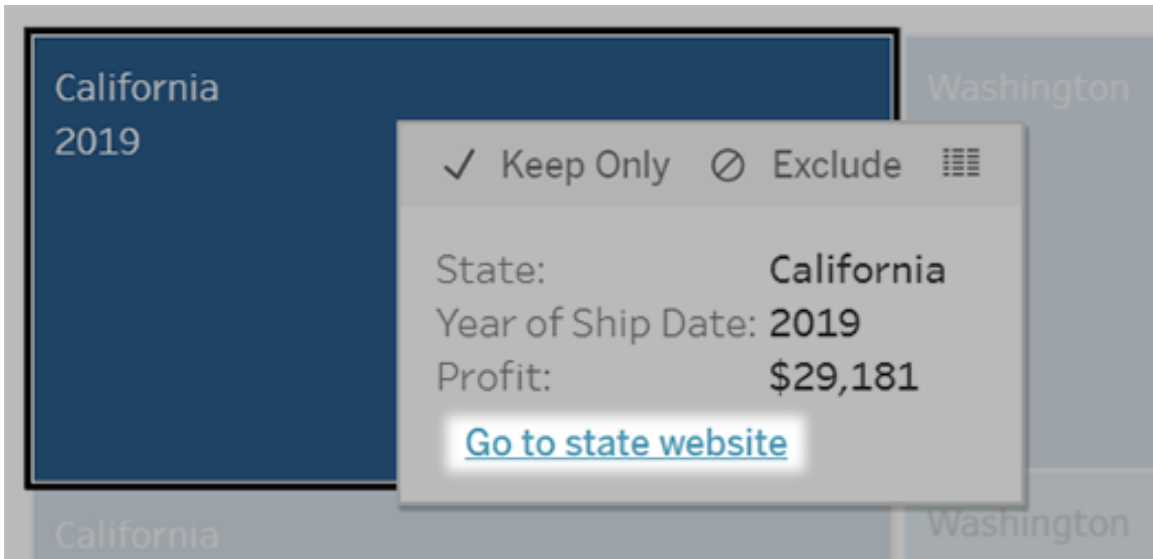 California
2019
Washington
Keep Only Exclude
State: California
Year of Ship Date: 2019
Profit: $29,181
Go to state website
California
Washington